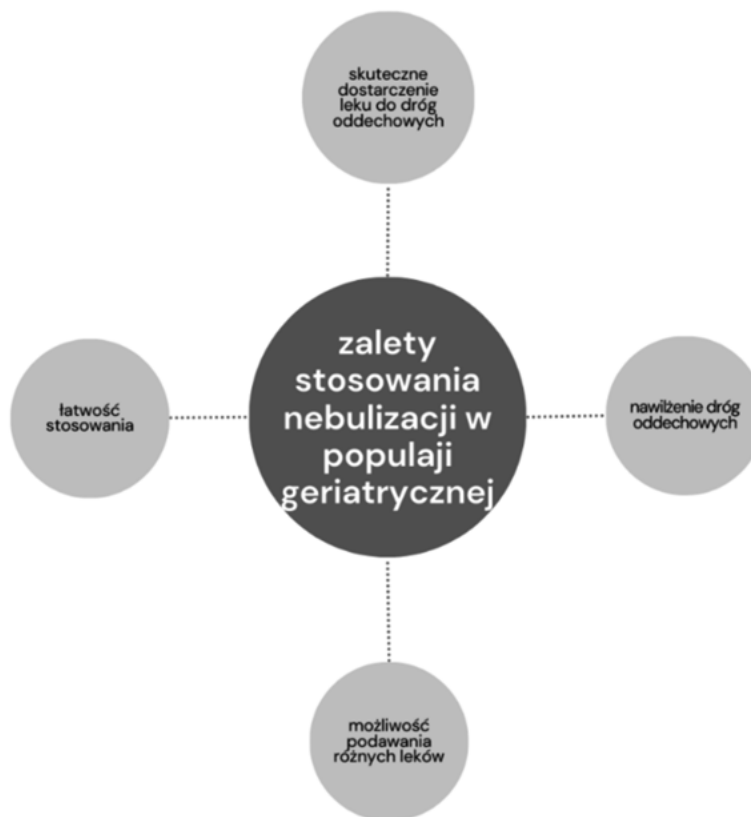 skuteczne
dostarczenie
leku do dróg
oddechowych
zalety
stosowania
nebulizacji w
populaji
geriatrycznej
łatwość
stosowania
nawilżenie dróg
oddechowych
możliwość
podawania
różnych leków